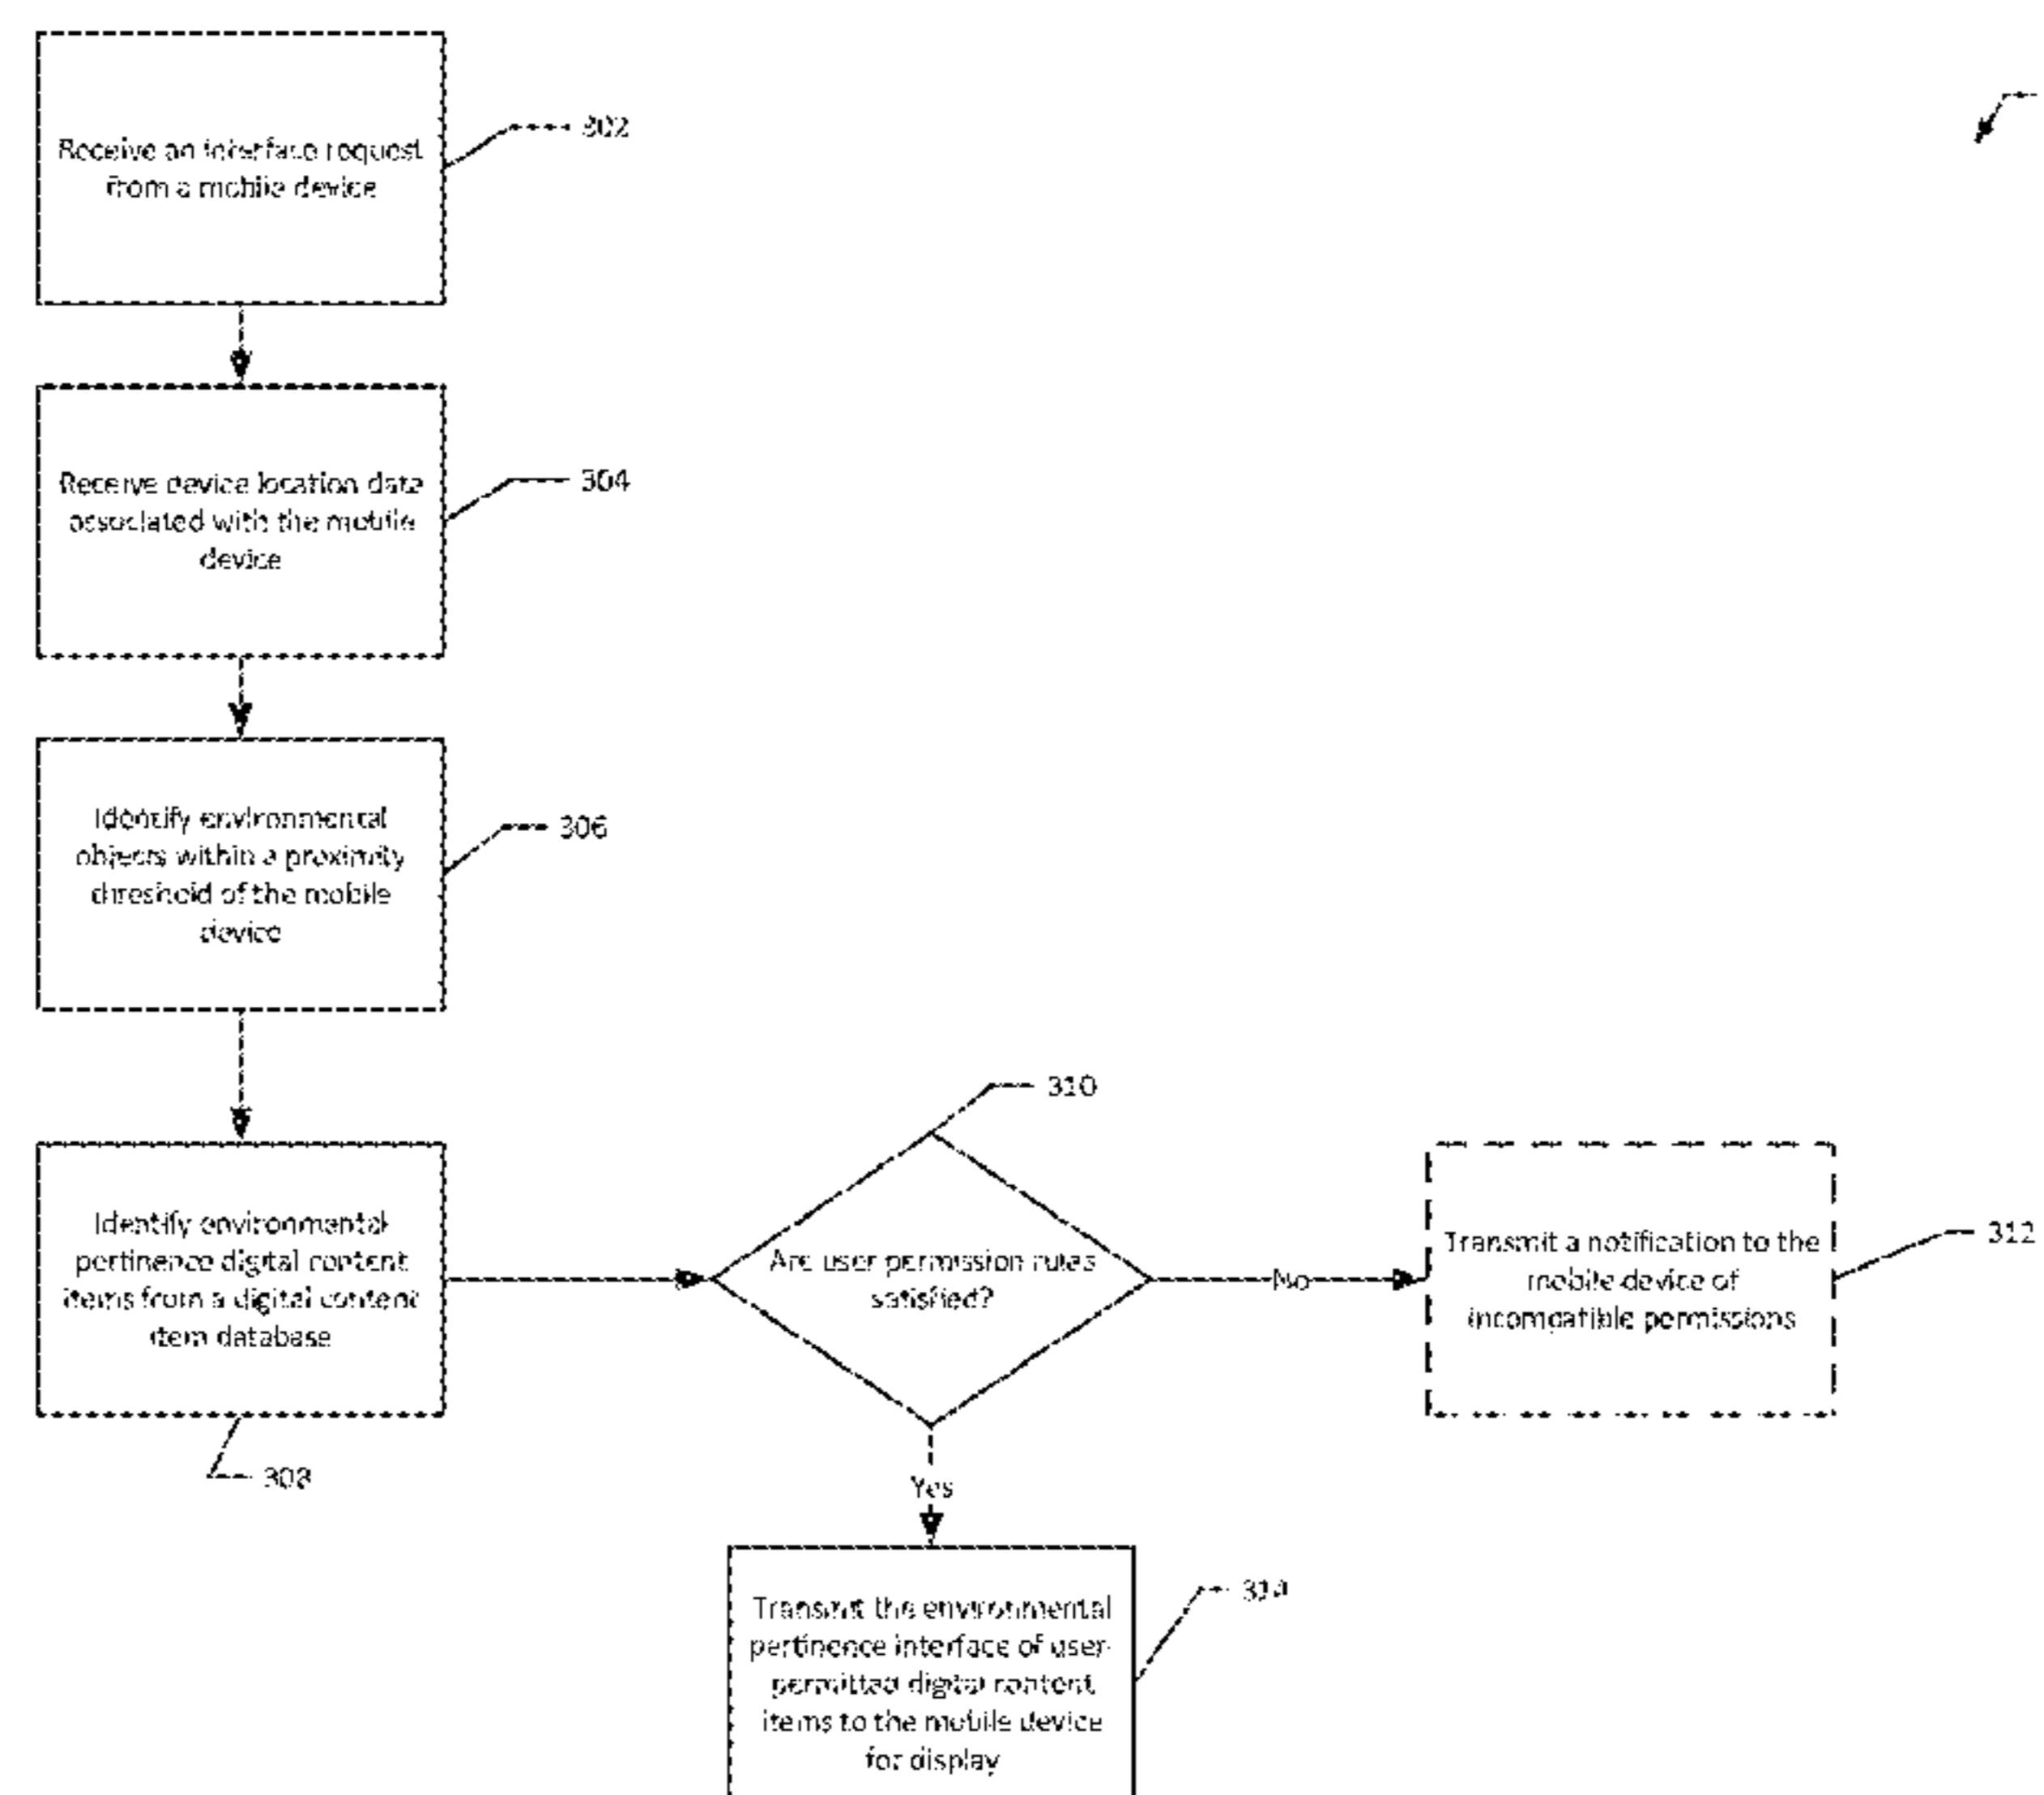 Receive an interface request
from a mobile device
302
Receive device location data
associated with the mobile
device
304
Identify environmental
objects within a proximity
threshold of the mobile
device
306
Identify environmental
pertinence digital content
items from a digital content
item database
308
310
Are user permission rules
satisfied?
No
Transmit a notification to the
mobile device of
incompatible permissions
312
Yes
Transmit the environmental
pertinence interface of user-
permitted digital content
items to the mobile device
for display
314